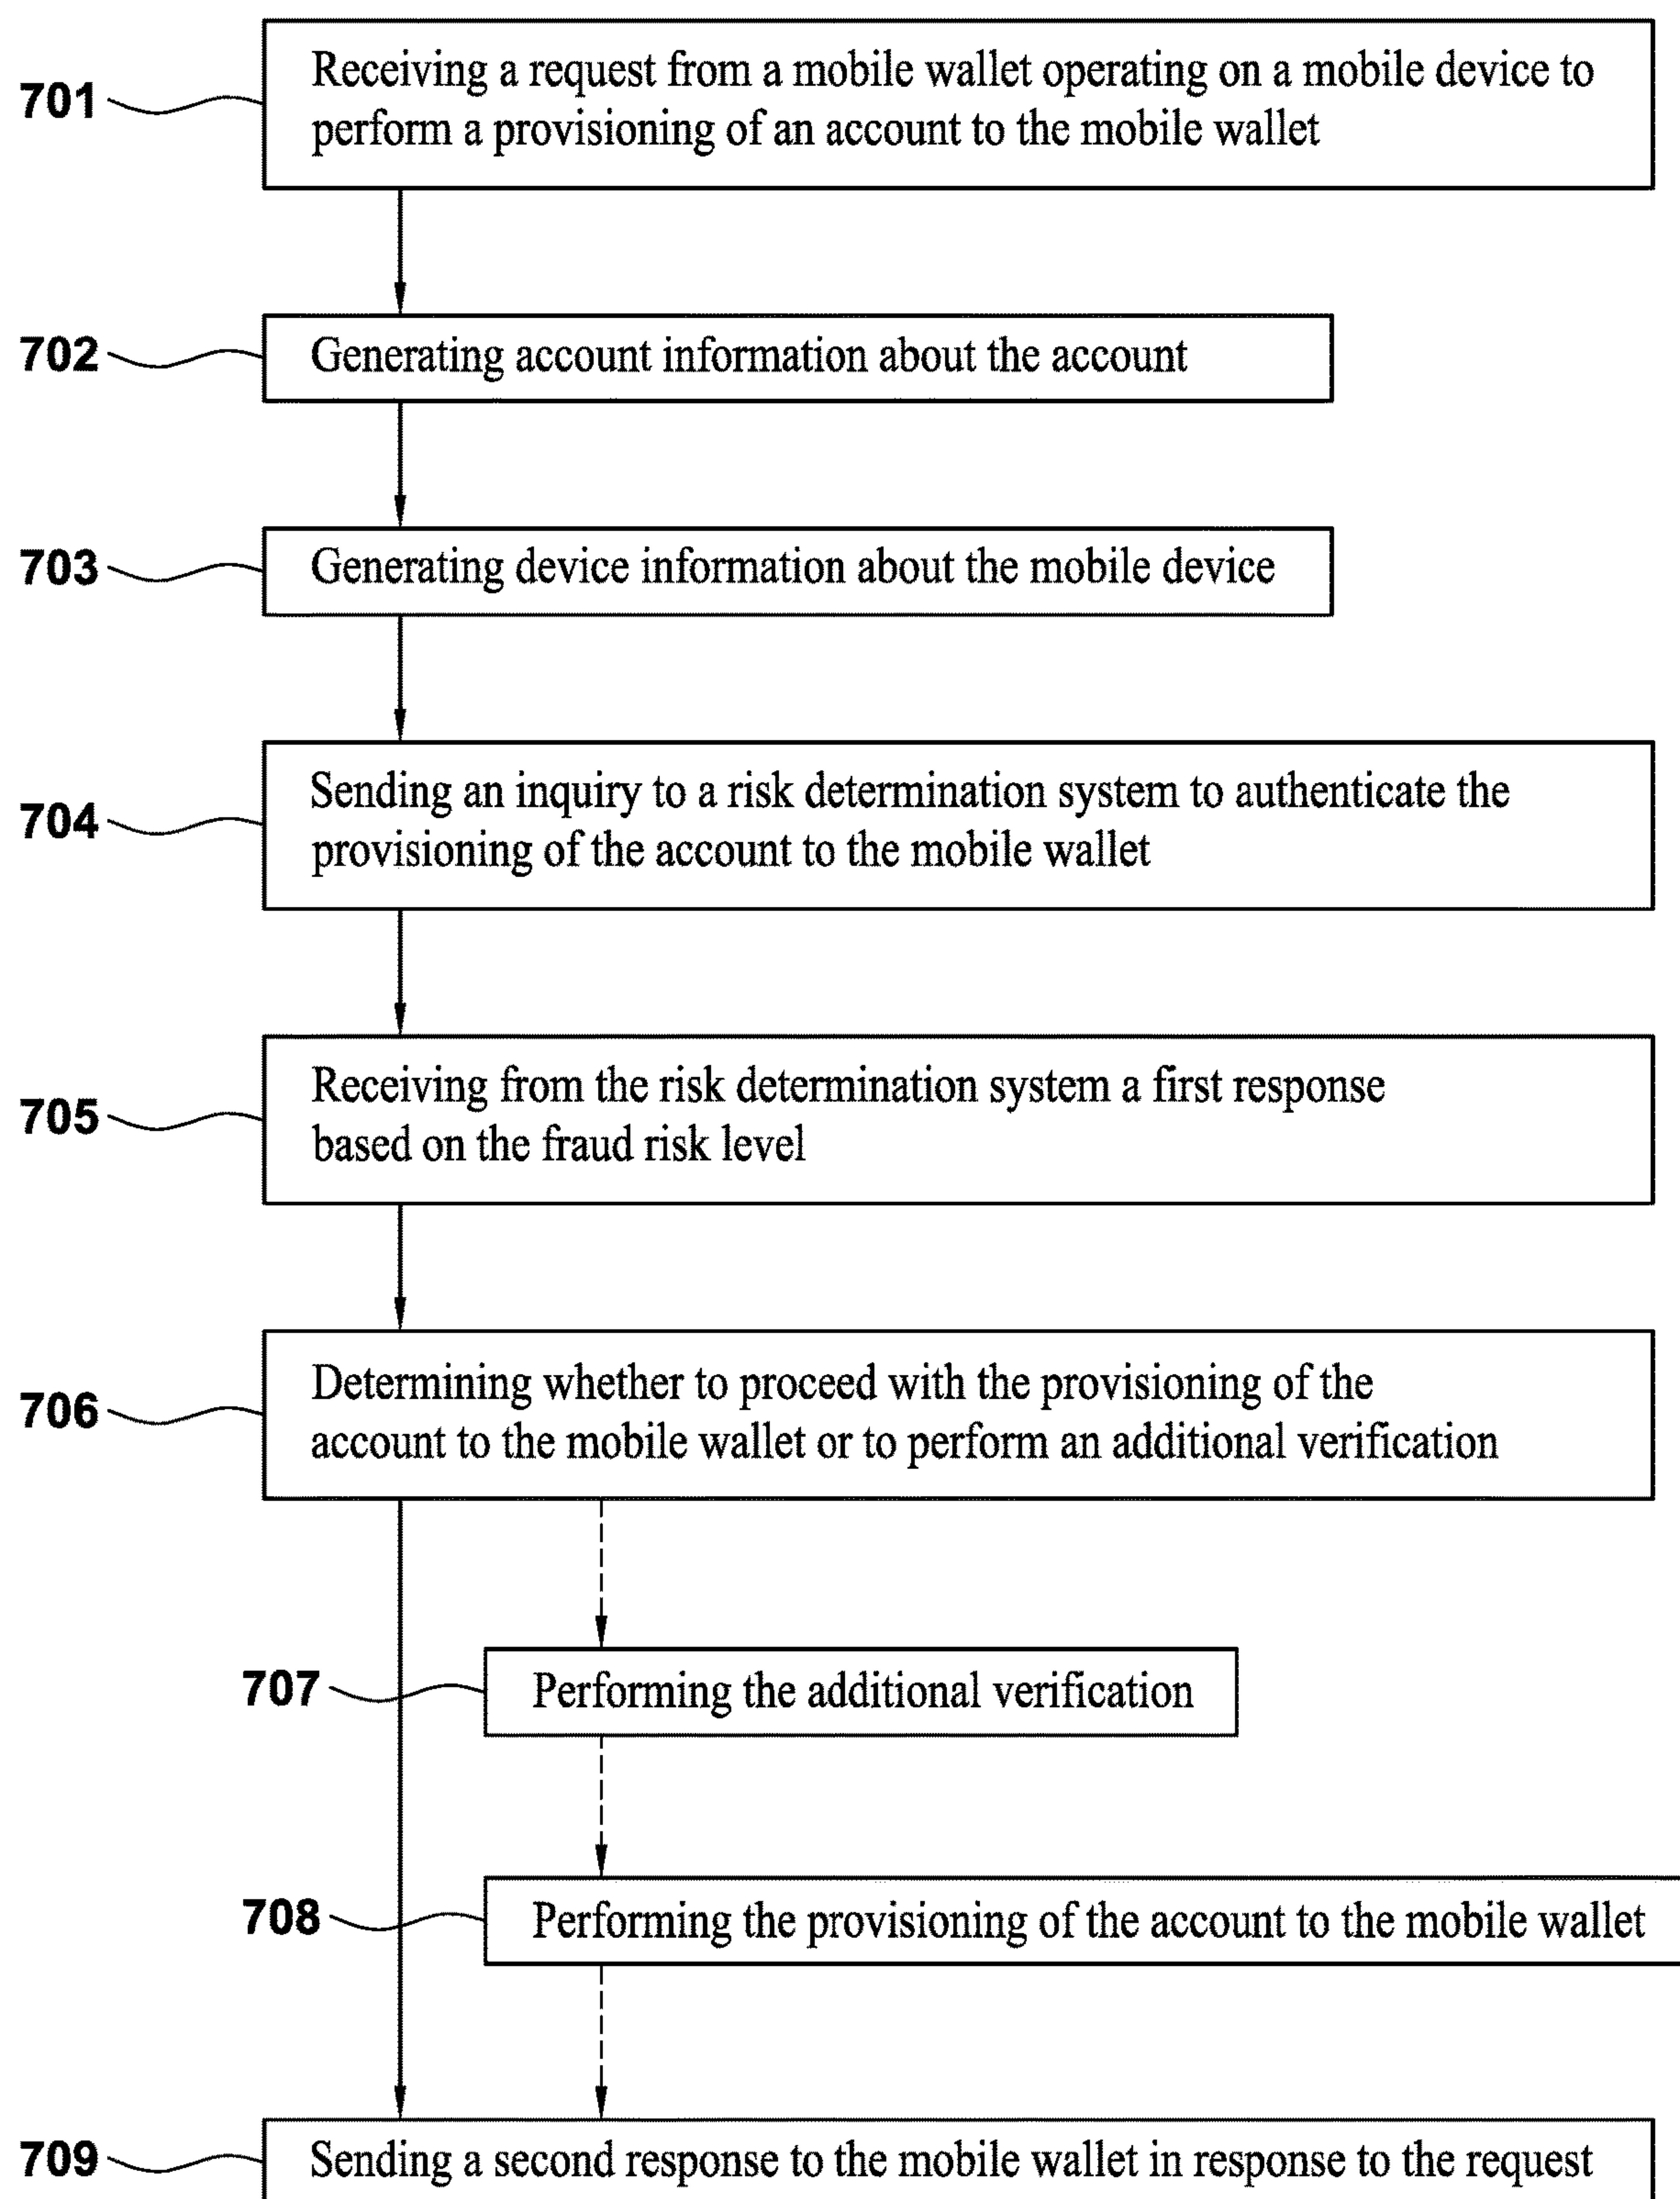 701
Receiving a request from a mobile wallet operating on a mobile device to
perform a provisioning of an account to the mobile wallet
702
Generating account information about the account
703
Generating device information about the mobile device
704
Sending an inquiry to a risk determination system to authenticate the
provisioning of the account to the mobile wallet
705
Receiving from the risk determination system a first response
based on the fraud risk level
706
Determining whether to proceed with the provisioning of the
account to the mobile wallet or to perform an additional verification
707
Performing the additional verification
708
Performing the provisioning of the account to the mobile wallet
709
Sending a second response to the mobile wallet in response to the request